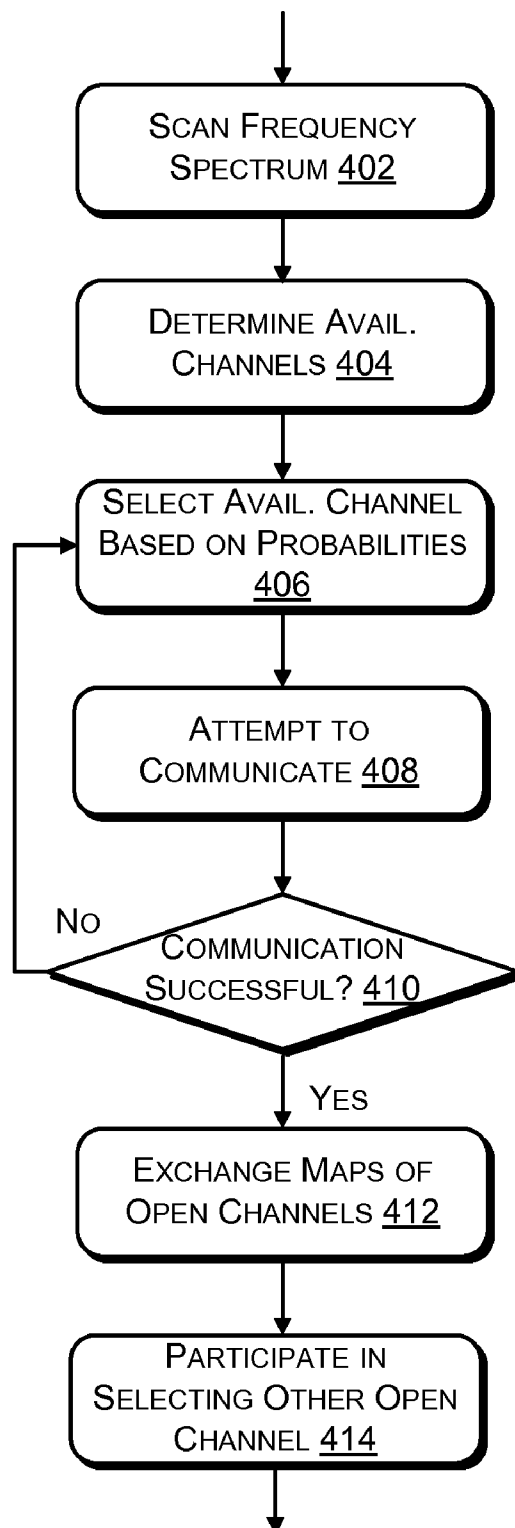 SCAN FREQUENCY
SPECTRUM 402
DETERMINE AVAIL.
CHANNELS 404
SELECT AVAIL. CHANNEL
BASED ON PROBABILITIES
406
ATTEMPT TO
COMMUNICATE 408
NO
COMMUNICATION
SUCCESSFUL? 410
YES
EXCHANGE MAPS OF
OPEN CHANNELS 412
PARTICIPATE IN
SELECTING OTHER OPEN
CHANNEL 414